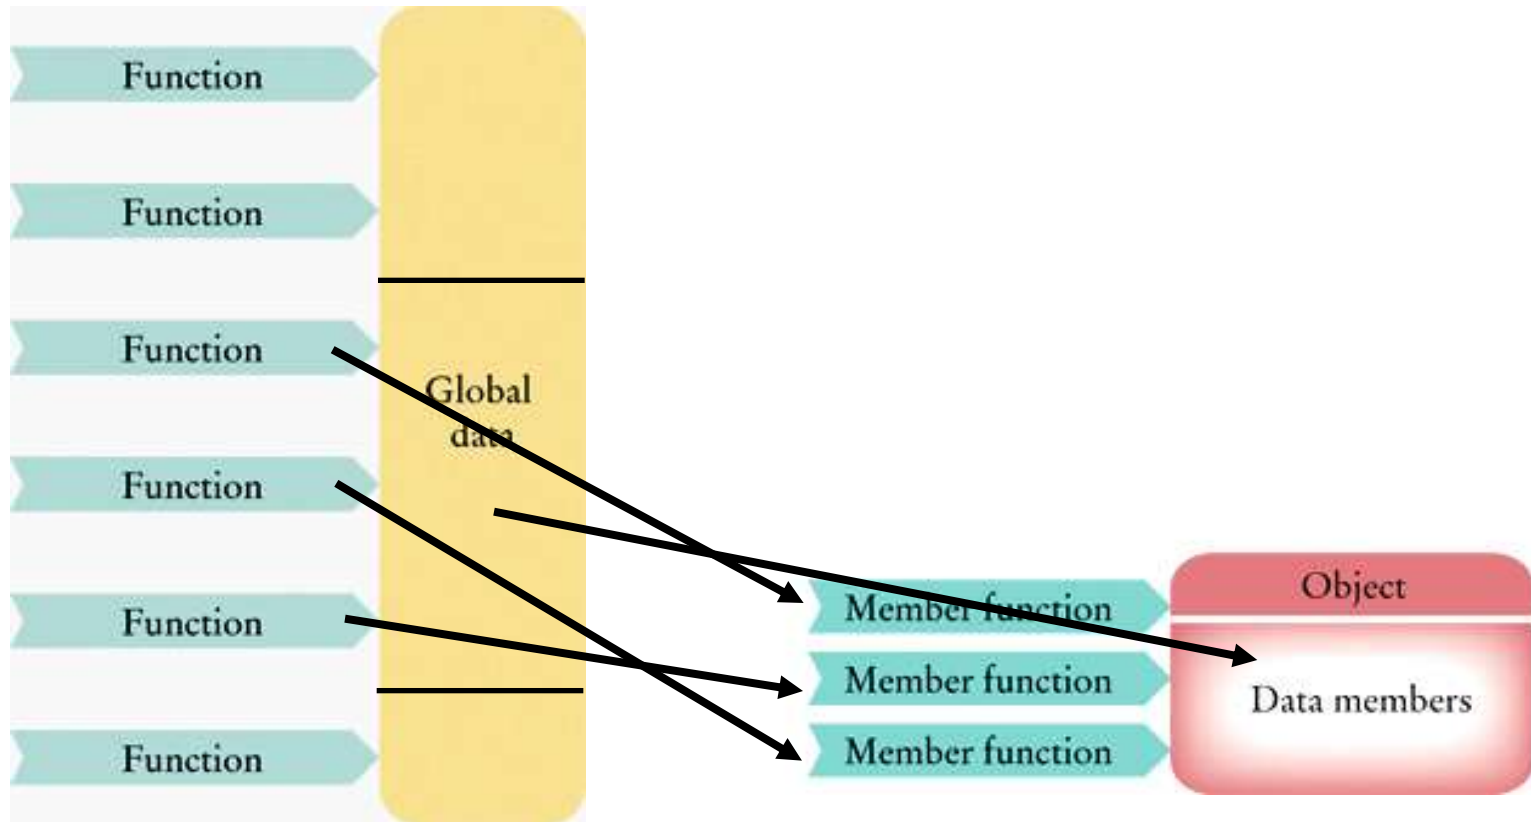 Function
Function
Function
Global
data
Function
Function
Function
Object
Member function
Member function
Data members
Member function